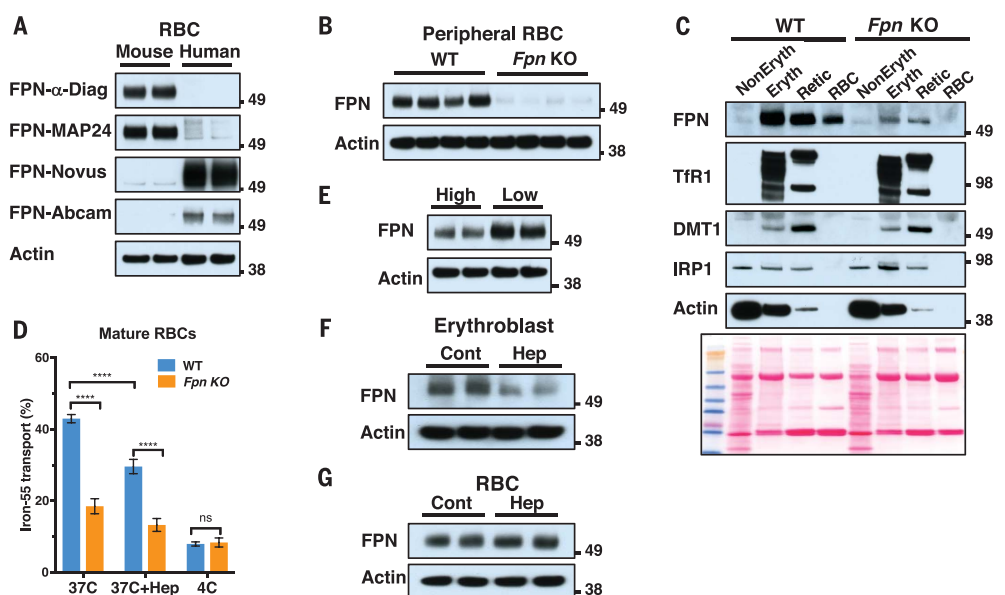 A
RBC
Mouse Human
FPN-α-Diag
49
FPN-MAP24
49
FPN-Novus
49
FPN-Abcam
49
Actin
38
B
Peripheral RBC
WT Fpn KO
FPN
49
Actin
38
C
WT Fpn KO
NonEryth Eryth Retic RBC NonEryth Eryth Retic RBC
FPN
49
TfR1
98
DMT1
49
IRP1
98
Actin
38
D
Mature RBCs
Iron-55 transport (%)
60
40
20
0
WT
Fpn KO
****
****
****
ns
37C 37C+Hep 4C
E
High Low
FPN
49
Actin
38
F
Erythroblast
Cont Hep
FPN
49
Actin
38
G
RBC
Cont Hep
FPN
49
Actin
38